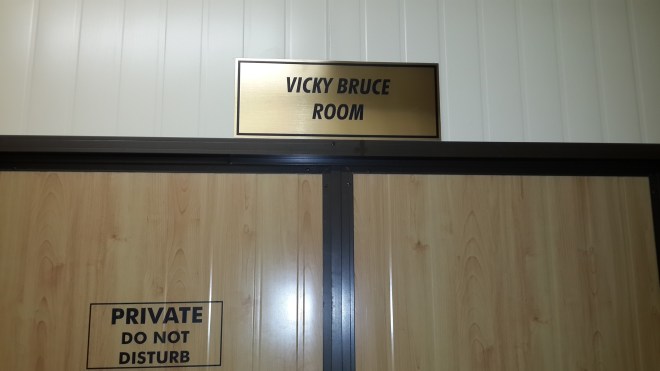 VICKY BRUCE
ROOM
PRIVATE
DO NOT
DISTURB